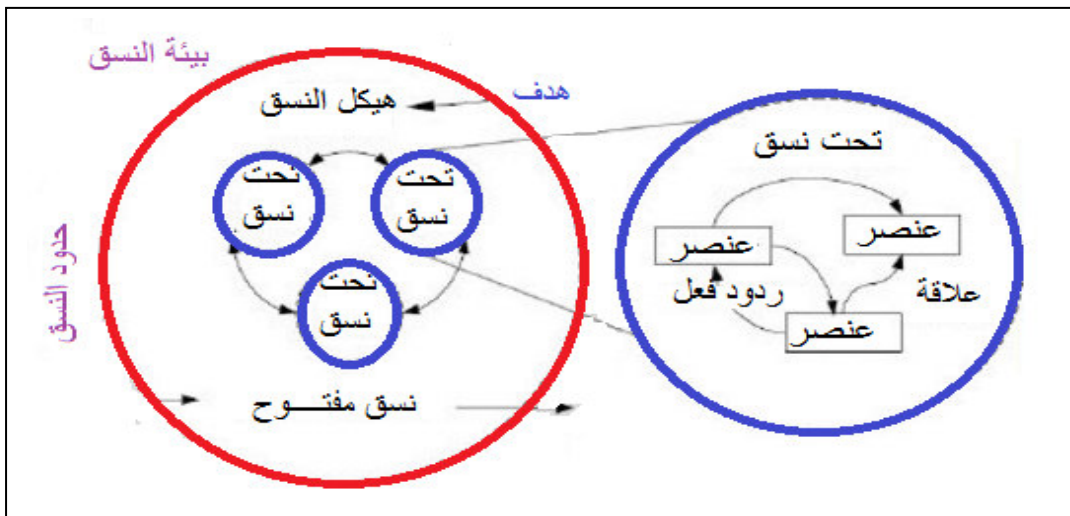 بيئة النسق
هدف
هيكل النسق
تحت
نسق
تحت
نسق
تحت
نسق
حدود النسق
نسق مفتـــوح
تحت نسق
عنصر
عنصر
علاقة
ردود فعل
عنصر